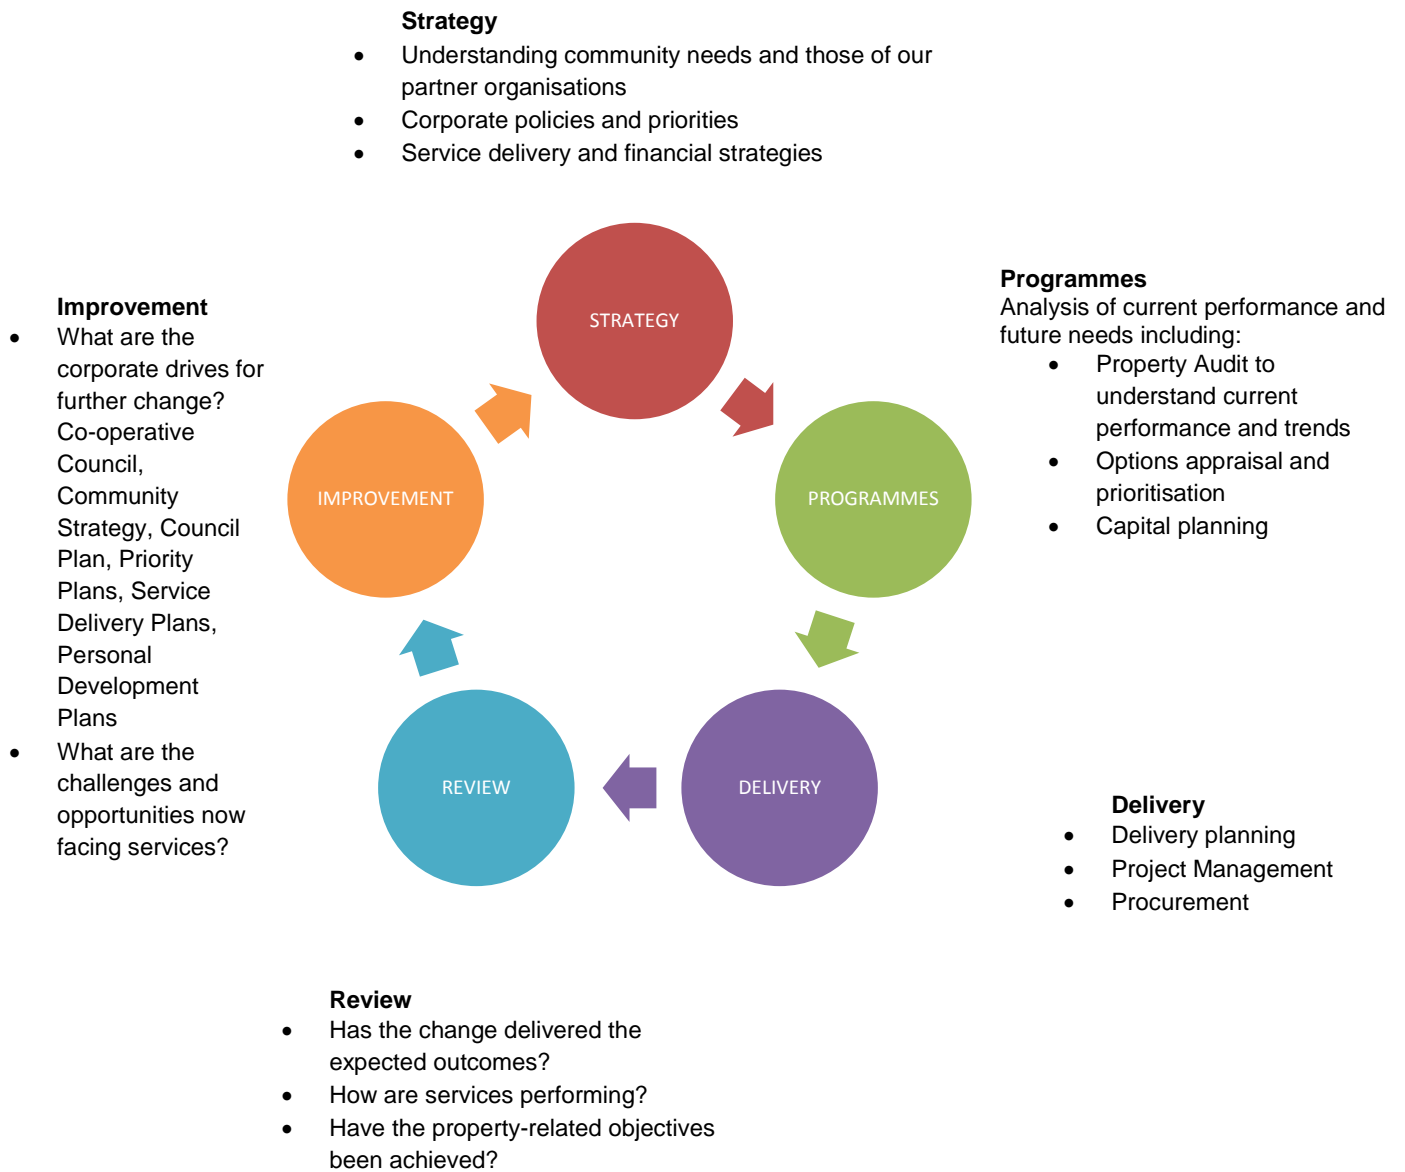 Strategy
• Understanding community needs and those of our
partner organisations
• Corporate policies and priorities
• Service delivery and financial strategies
STRATEGY
Programmes
Analysis of current performance and
future needs including:
• Property Audit to
understand current
performance and trends
• Options appraisal and
prioritisation
• Capital planning
PROGRAMMES
Improvement
• What are the
corporate drives for
further change?
Co-operative
Council,
Community
Strategy, Council
Plan, Priority
Plans, Service
Delivery Plans,
Personal
Development
Plans
• What are the
challenges and
opportunities now
facing services?
IMPROVEMENT
REVIEW
DELIVERY
Delivery
• Delivery planning
• Project Management
• Procurement
Review
• Has the change delivered the
expected outcomes?
• How are services performing?
• Have the property-related objectives
been achieved?